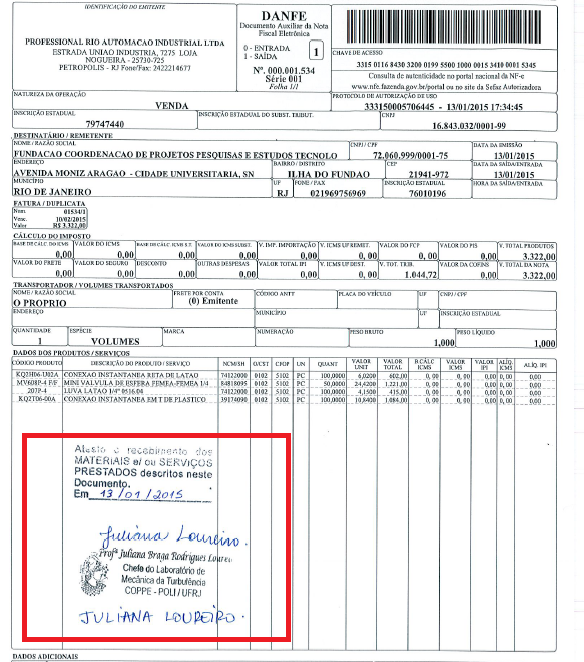 IDENTIFICAÇÃO DO EMITENTE
PROFESSIONAL RIO AUTOMACAO INDUSTRIAL LTDA
ESTRADA UNIAO INDUSTRIA, 7275 LOJA
NOGUEIRA - 25730-725
PETROPOLIS - RJ Fone/Fax: 2422214677
DANFE
Documento Auxiliar da Nota
Fiscal Eletrônica
0 - ENTRADA
1 - SAÍDA
1
Nº. 000.001.534
Série 001
Folha 1/1
CHAVE DE ACESSO
3315 0116 8430 3200 0199 5500 1000 0015 3410 0001 5345
Consulta de autenticidade no portal nacional da NF-e
www.nfe.fazenda.gov.br/portal ou no site da Sefaz Autorizadora
NATUREZA DA OPERAÇÃO
VENDA
PROTOCOLO DE AUTORIZAÇÃO DE USO
333150005706445 - 13/01/2015 17:34:45
INSCRIÇÃO ESTADUAL
79747440
INSCRIÇÃO ESTADUAL DO SUBST. TRIBUT.
CNPJ
16.843.032/0001-99
DESTINATÁRIO / REMETENTE
NOME / RAZÃO SOCIAL
FUNDACAO COORDENACAO DE PROJETOS PESQUISAS E ESTUDOS TECNOLO
CNPJ / CPF
72.060.999/0001-75
DATA DA EMISSÃO
13/01/2015
ENDEREÇO
AVENIDA MONIZ ARAGAO - CIDADE UNIVERSITARIA, SN
BAIRRO / DISTRITO
ILHA DO FUNDAO
CEP
21941-972
DATA DA SAÍDA/ENTRADA
13/01/2015
MUNICÍPIO
RIO DE JANEIRO
UF
RJ
FONE / FAX
021969756969
INSCRIÇÃO ESTADUAL
76010196
HORA DA SAÍDA/ENTRADA
FATURA / DUPLICATA
Num. 01534/1
Venc. 10/02/2015
Valor R$ 3.322,00
CÁLCULO DO IMPOSTO
BASE DE CÁLC. DO ICMS VALOR DO ICMS BASE DE CÁLC. ICMS S.T. VALOR DO ICMS SUBST. V. IMP. IMPORTAÇÃO V. ICMS UF REMET. VALOR DO FCP VALOR DO PIS V. TOTAL PRODUTOS
0,00 0,00 0,00 0,00 0,00 0,00 0,00 0,00 3.322,00
VALOR DO FRETE VALOR DO SEGURO DESCONTO OUTRAS DESPESAS VALOR TOTAL IPI V. ICMS UF DEST. V. TOT. TRIB. VALOR DA COFINS V. TOTAL DA NOTA
0,00 0,00 0,00 0,00 0,00 0,00 1.044,72 0,00 3.322,00
TRANSPORTADOR / VOLUMES TRANSPORTADOS
NOME / RAZÃO SOCIAL
O PROPRIO
FRETE POR CONTA
(0) Emitente
CÓDIGO ANTT
PLACA DO VEÍCULO
UF
CNPJ / CPF
ENDEREÇO
MUNICÍPIO
UF
INSCRIÇÃO ESTADUAL
QUANTIDADE ESPÉCIE MARCA NUMERAÇÃO PESO BRUTO PESO LÍQUIDO
1 VOLUMES 1,000 1,000
DADOS DOS PRODUTOS / SERVIÇOS
CÓDIGO PRODUTO DESCRIÇÃO DO PRODUTO / SERVIÇO NCM/SH O/CST CFOP UN QUANT VALOR UNIT VALOR TOTAL B.CÁLC ICMS VALOR ICMS VALOR IPI ALÍQ. ICMS ALÍQ. IPI
KQ2H06-U02A CONEXAO INSTANTANEA RETA DE LATAO 74122000 0102 5102 PC 100,0000 6,0200 602,00 0,00 0,00 0,00 0,00 0,00
MV608P-4 F/F MINI VALVULA DE ESFERA FEMEA-FEMEA 1/4 84818095 0102 5102 PC 50,0000 24,4200 1.221,00 0,00 0,00 0,00 0,00 0,00
207P-4 LUVA LATAO 1/4" 0516-04 74122000 0102 5102 PC 100,0000 4,1500 415,00 0,00 0,00 0,00 0,00 0,00
KQ2T06-00A CONEXAO INSTANTANEA EM T DE PLASTICO 39174090 0102 5102 PC 100,0000 10,8400 1.084,00 0,00 0,00 0,00 0,00 0,00
Atesto o recebimento dos
MATERIAIS e/ ou SERVIÇOS
PRESTADOS descritos neste
Documento.
Em 13/01/2015
Juliana Loureiro.
Profª Juliana Braga Rodrigues Loureiro
Chefe do Laboratório de
Mecânica da Turbulência
COPPE - POLI / UFRJ
JULIANA LOUREIRO.
DADOS ADICIONAIS